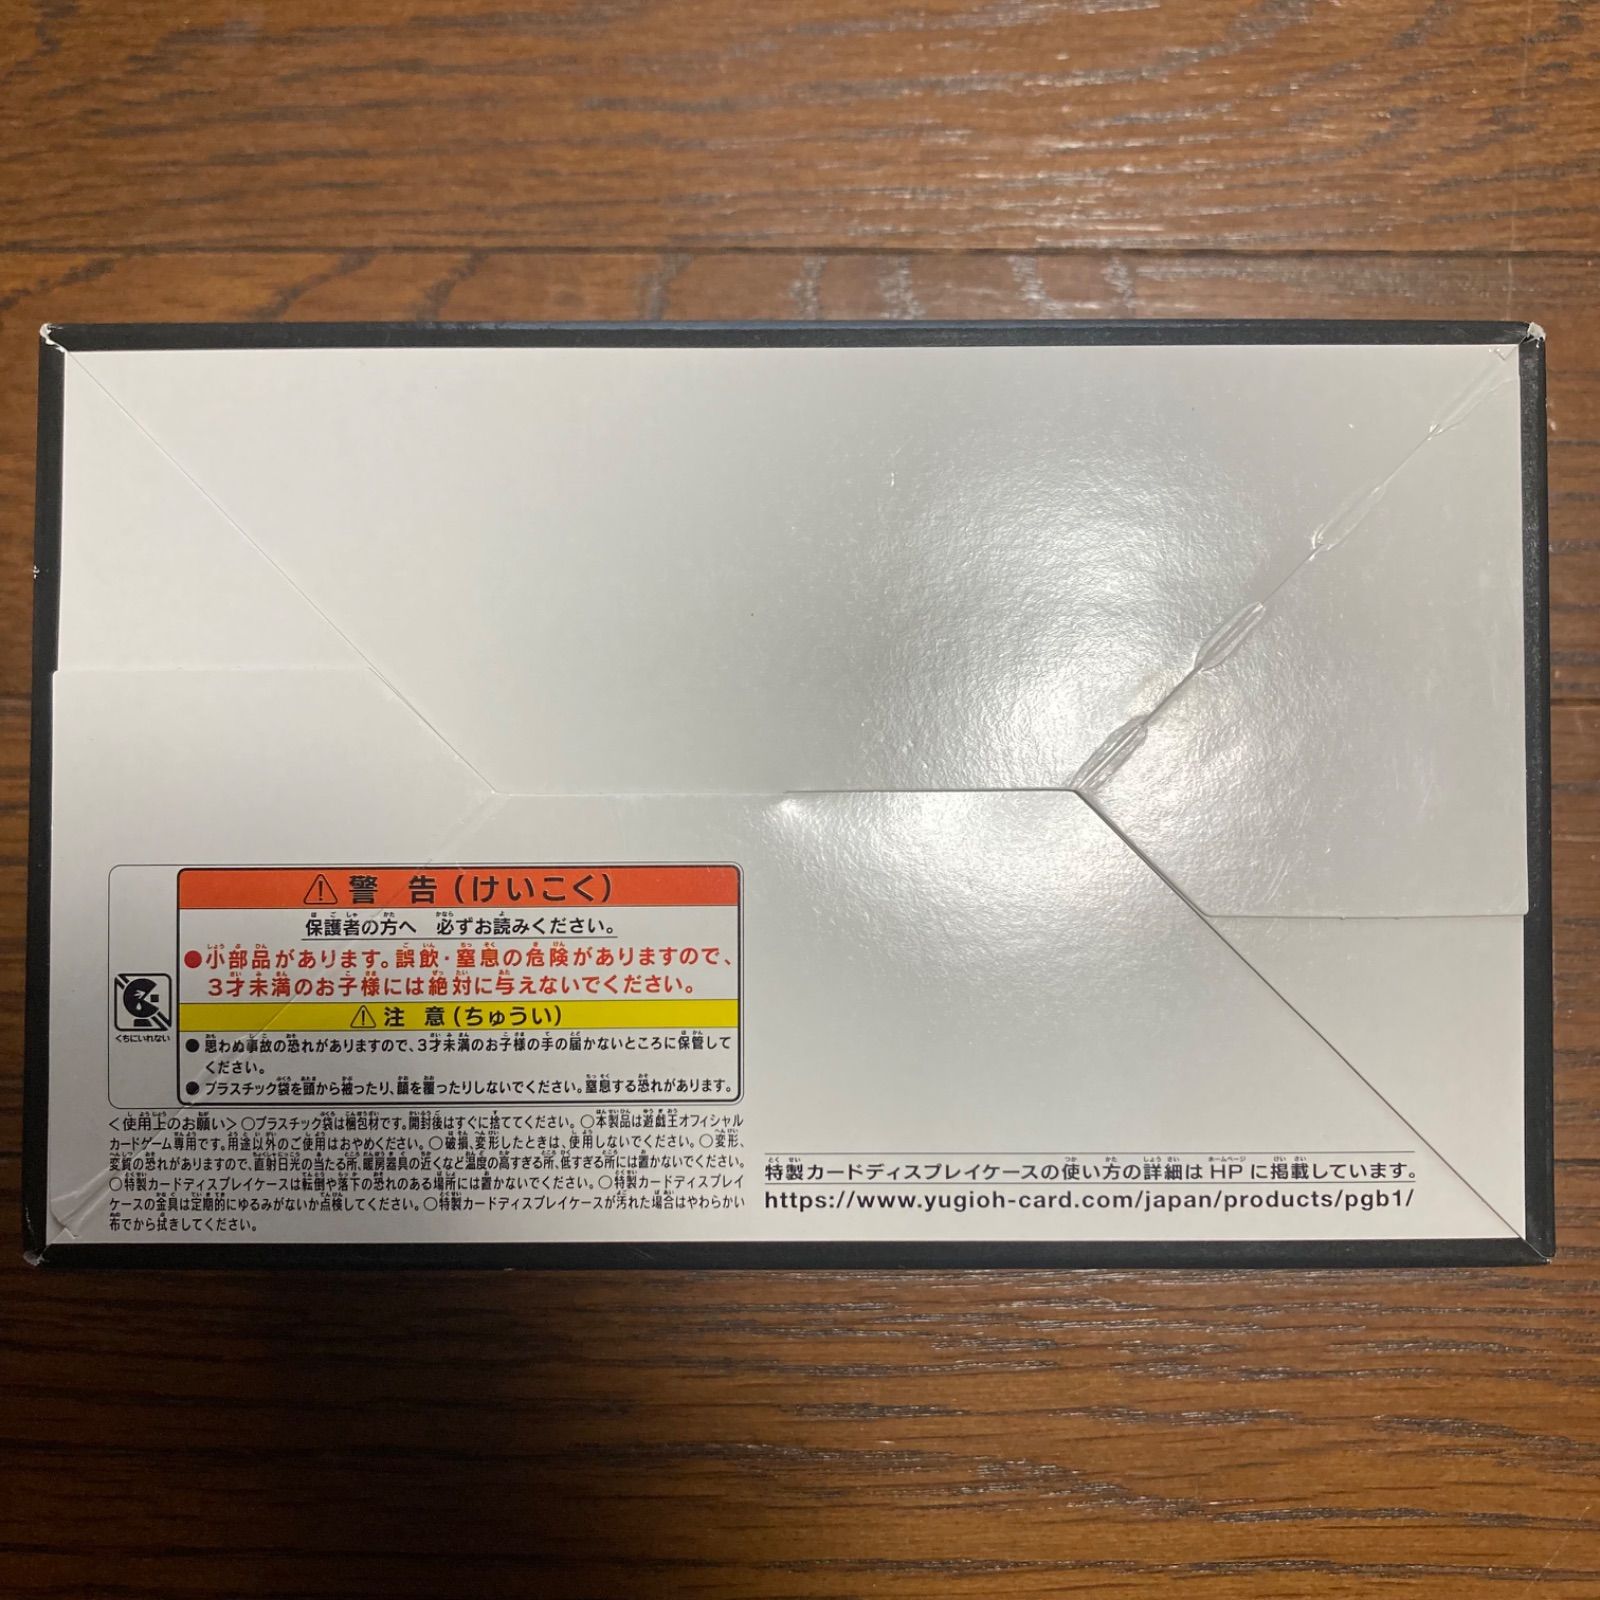 警 告（けいこく）
保護者の方へ 必ずお読みください。
●小部品があります。誤飲・窒息の危険がありますので、
3才未満のお子様には絶対に与えないでください。
くちにいれない
注 意（ちゅうい）
●思わぬ事故の恐れがありますので、3才未満のお子様の手の届かないところに保管して
ください。
●プラスチック袋を頭から被ったり、顔を覆ったりしないでください。窒息する恐れがあります。
＜使用上のお願い＞○プラスチック袋は梱包材です。開封後はすぐに捨ててください。○本製品は遊戯王オフィシャル
カードゲーム専用です。用途以外のご使用はおやめください。○破損、変形したときは、使用しないでください。○変形、
変質の恐れがありますので、直射日光の当たる所、暖房器具の近くなど温度の高すぎる所、低すぎる所には置かないでください。
○特製カードディスプレイケースは転倒や落下の恐れのある場所には置かないでください。○特製カードディスプレイ
ケースの金具は定期的にゆるみがないか点検してください。○特製カードディスプレイケースが汚れた場合はやわらかい
布でから拭きしてください。
特製カードディスプレイケースの使い方の詳細は HP に掲載しています。
https://www.yugioh-card.com/japan/products/pgb1/